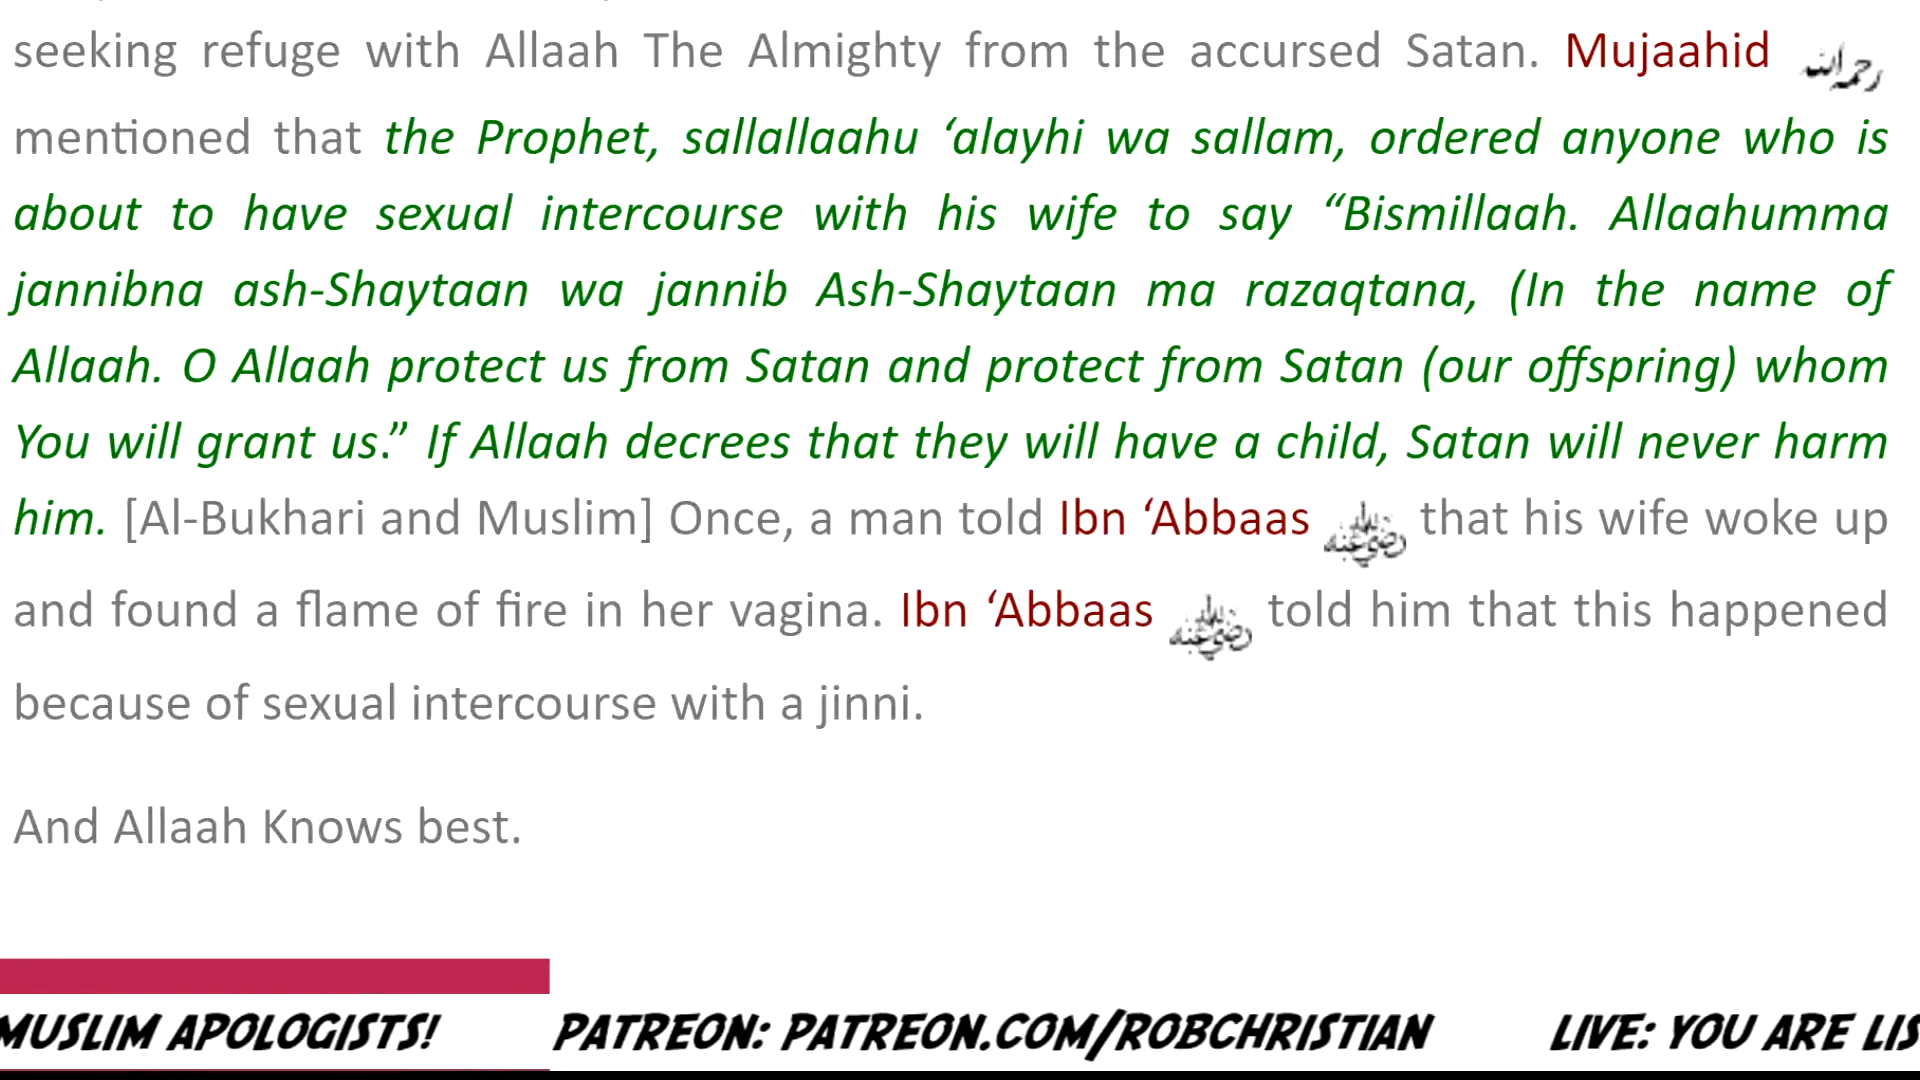 seeking refuge with Allaah The Almighty from the accursed Satan. Mujaahid رحمه الله
mentioned that the Prophet, sallallaahu ‘alayhi wa sallam, ordered anyone who is
about to have sexual intercourse with his wife to say “Bismillaah. Allaahumma
jannibna ash-Shaytaan wa jannib Ash-Shaytaan ma razaqtana, (In the name of
Allaah. O Allaah protect us from Satan and protect from Satan (our offspring) whom
You will grant us.” If Allaah decrees that they will have a child, Satan will never harm
him. [Al-Bukhari and Muslim] Once, a man told Ibn ‘Abbaas رضي الله عنه that his wife woke up
and found a flame of fire in her vagina. Ibn ‘Abbaas رضي الله عنه told him that this happened
because of sexual intercourse with a jinni.
And Allaah Knows best.
MUSLIM APOLOGISTS! PATREON: PATREON.COM/ROBCHRISTIAN LIVE: YOU ARE LIS